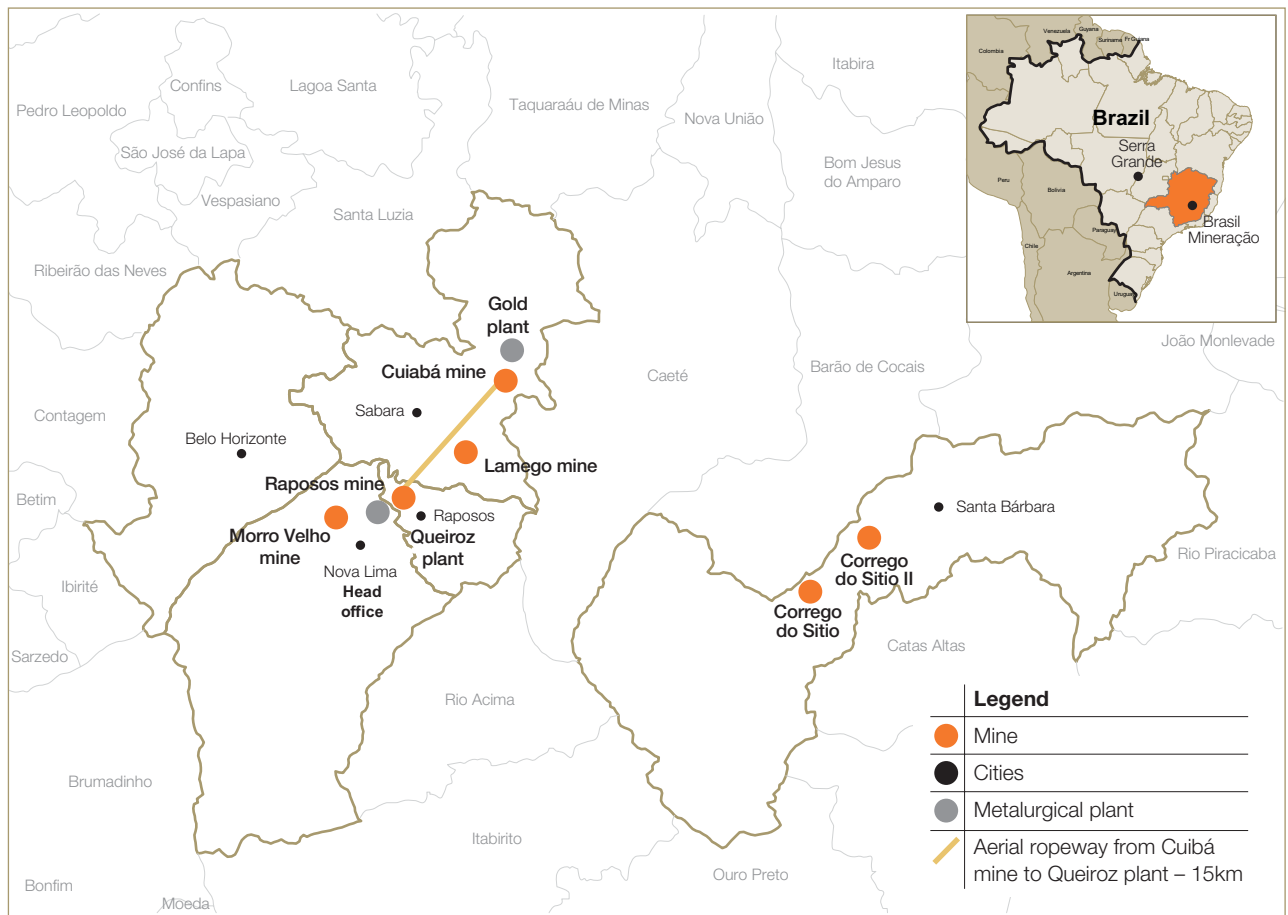 Confins
Pedro Leopoldo
Lagoa Santa
Taquaraáu de Minas
Itabira
Nova União
São José da Lapa
Bom Jesus
do Amparo
Vespasiano
Santa Luzia
Ribeirão das Neves
Venezuela
Guyana
Suriname
Fr Guiana
Colombia
Brazil
Serra
Grande
Peru
Bolivia
Brasil
Mineração
Paraguay
Chile
Argentina
Uruguay
João Monlevade
Gold
plant
Cuiabá mine
Caeté
Barão de Cocais
Contagem
Sabara
Belo Horizonte
Lamego mine
Raposos mine
Betim
Raposos
Queiroz
plant
Morro Velho
mine
Nova Lima
Head
office
Santa Bárbara
Rio Piracicaba
Ibirité
Corrego
do Sitio II
Corrego
do Sitio
Sarzedo
Catas Altas
Rio Acima
Brumadinho
Itabirito
Ouro Preto
Bonfim
Moeda
Legend
Mine
Cities
Metalurgical plant
Aerial ropeway from Cuibá
mine to Queiroz plant – 15km